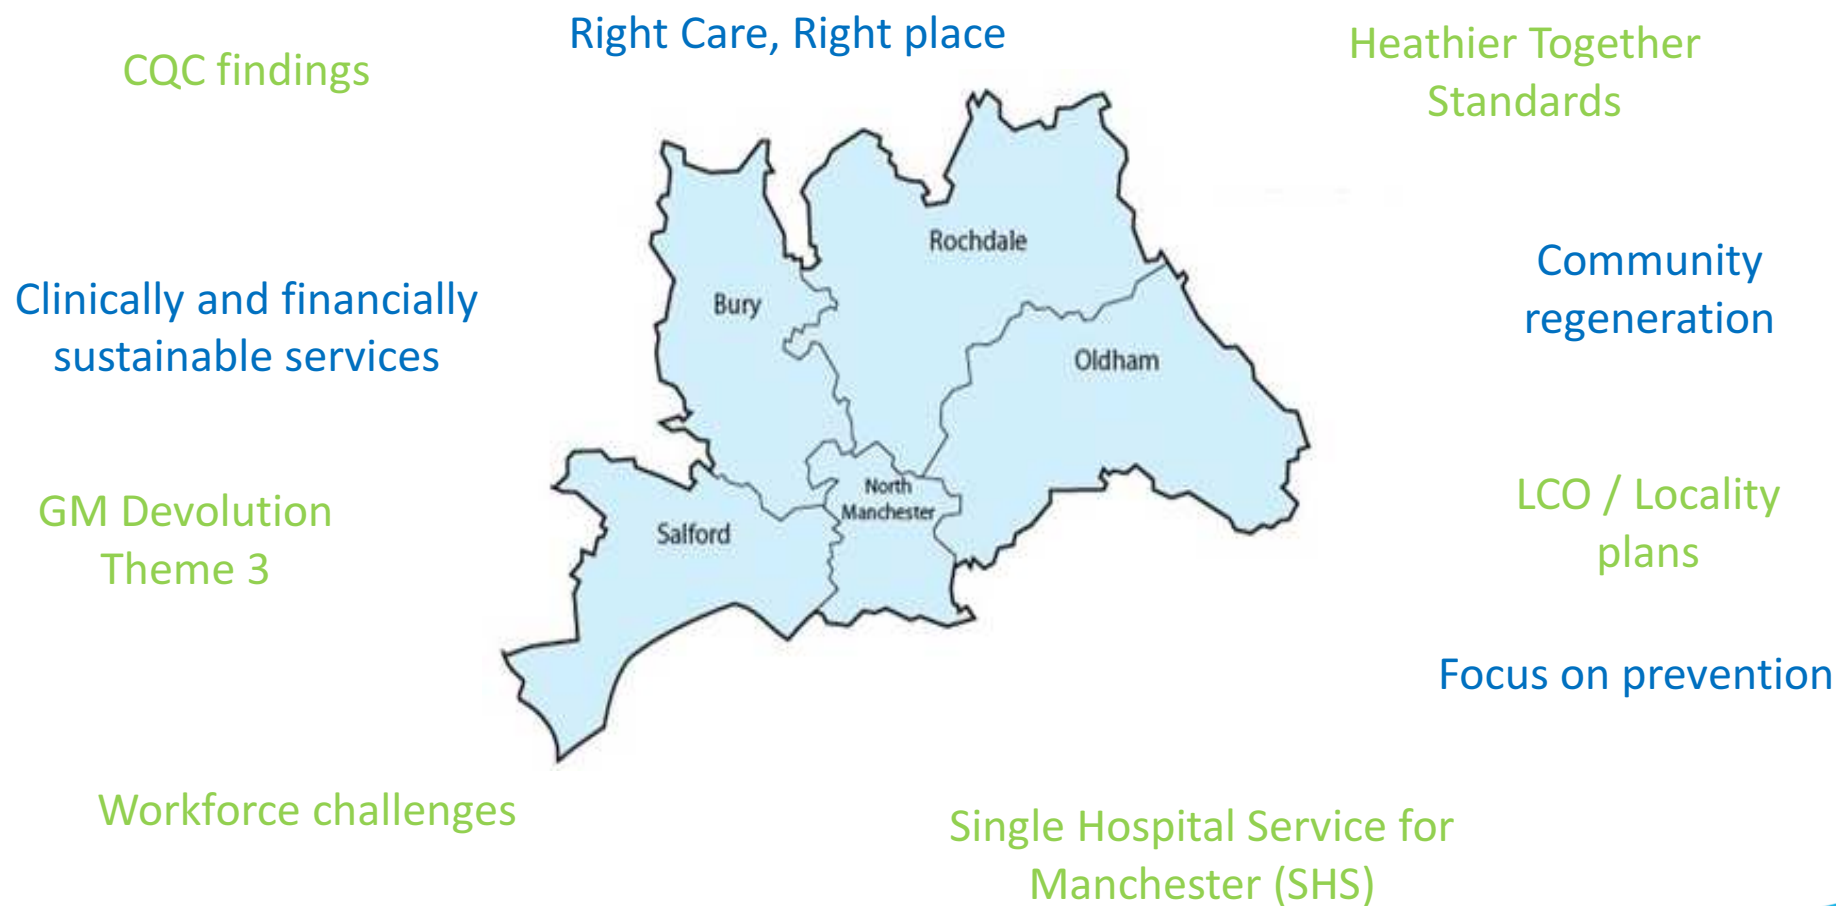 Right Care, Right place
CQC findings
Heathier Together
Standards
Rochdale
Community
regeneration
Clinically and financially
sustainable services
Bury
Oldham
GM Devolution
Theme 3
North
Manchester
Salford
LCO / Locality
plans
Focus on prevention
Workforce challenges
Single Hospital Service for
Manchester (SHS)